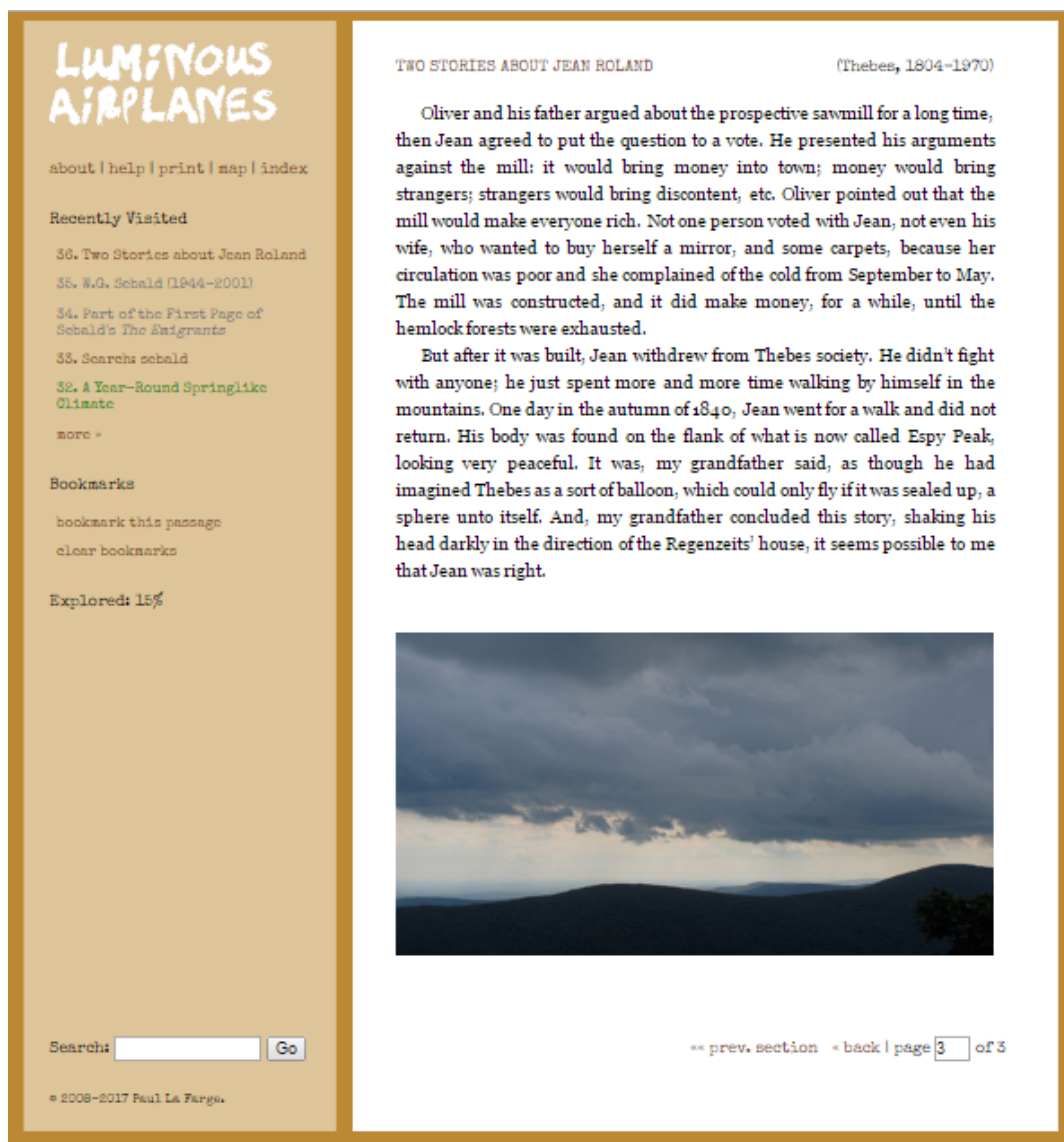 LUMiNOUS
AiRPLANES
about | help | print | map | index
Recently Visited
36. Two Stories about Jean Roland
35. W.G. Sebald (1944-2001)
34. Part of the First Page of
Sebald's The Emigrants
33. Search: sebald
32. A Year-Round Springlike
Climate
more »
Bookmarks
bookmark this passage
clear bookmarks
Explored: 15%
Search: Go
© 2008-2017 Paul La Farge.
TWO STORIES ABOUT JEAN ROLAND (Thebes, 1804-1970)
Oliver and his father argued about the prospective sawmill for a long time,
then Jean agreed to put the question to a vote. He presented his arguments
against the mill: it would bring money into town; money would bring
strangers; strangers would bring discontent, etc. Oliver pointed out that the
mill would make everyone rich. Not one person voted with Jean, not even his
wife, who wanted to buy herself a mirror, and some carpets, because her
circulation was poor and she complained of the cold from September to May.
The mill was constructed, and it did make money, for a while, until the
hemlock forests were exhausted.
But after it was built, Jean withdrew from Thebes society. He didn't fight
with anyone; he just spent more and more time walking by himself in the
mountains. One day in the autumn of 1840, Jean went for a walk and did not
return. His body was found on the flank of what is now called Espy Peak,
looking very peaceful. It was, my grandfather said, as though he had
imagined Thebes as a sort of balloon, which could only fly if it was sealed up, a
sphere unto itself. And, my grandfather concluded this story, shaking his
head darkly in the direction of the Regenzeits' house, it seems possible to me
that Jean was right.
«« prev. section « back | page 3 of 3